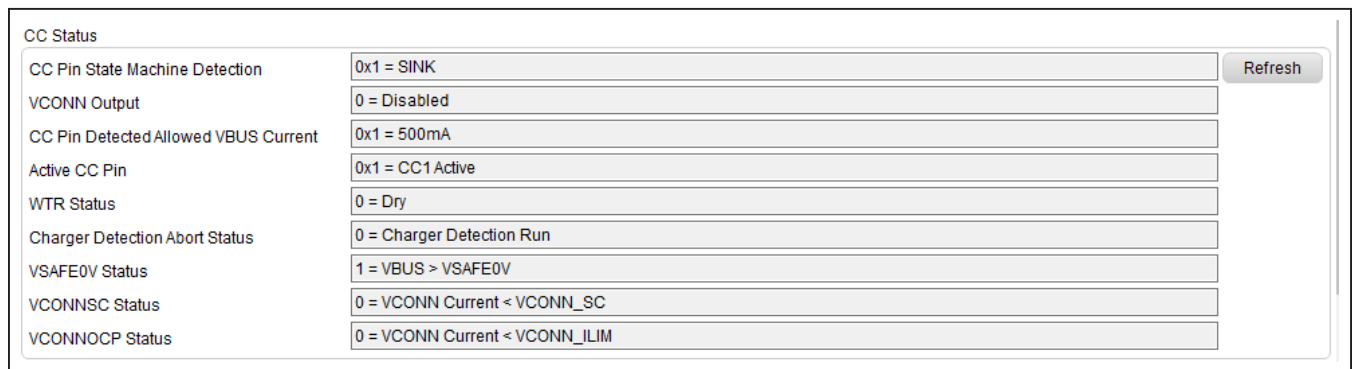 CC Status
CC Pin State Machine Detection 0x1 = SINK Refresh
VCONN Output 0 = Disabled
CC Pin Detected Allowed VBUS Current 0x1 = 500mA
Active CC Pin 0x1 = CC1 Active
WTR Status 0 = Dry
Charger Detection Abort Status 0 = Charger Detection Run
VSAFE0V Status 1 = VBUS > VSAFE0V
VCONNSC Status 0 = VCONN Current < VCONN_SC
VCONNOCP Status 0 = VCONN Current < VCONN_ILIM